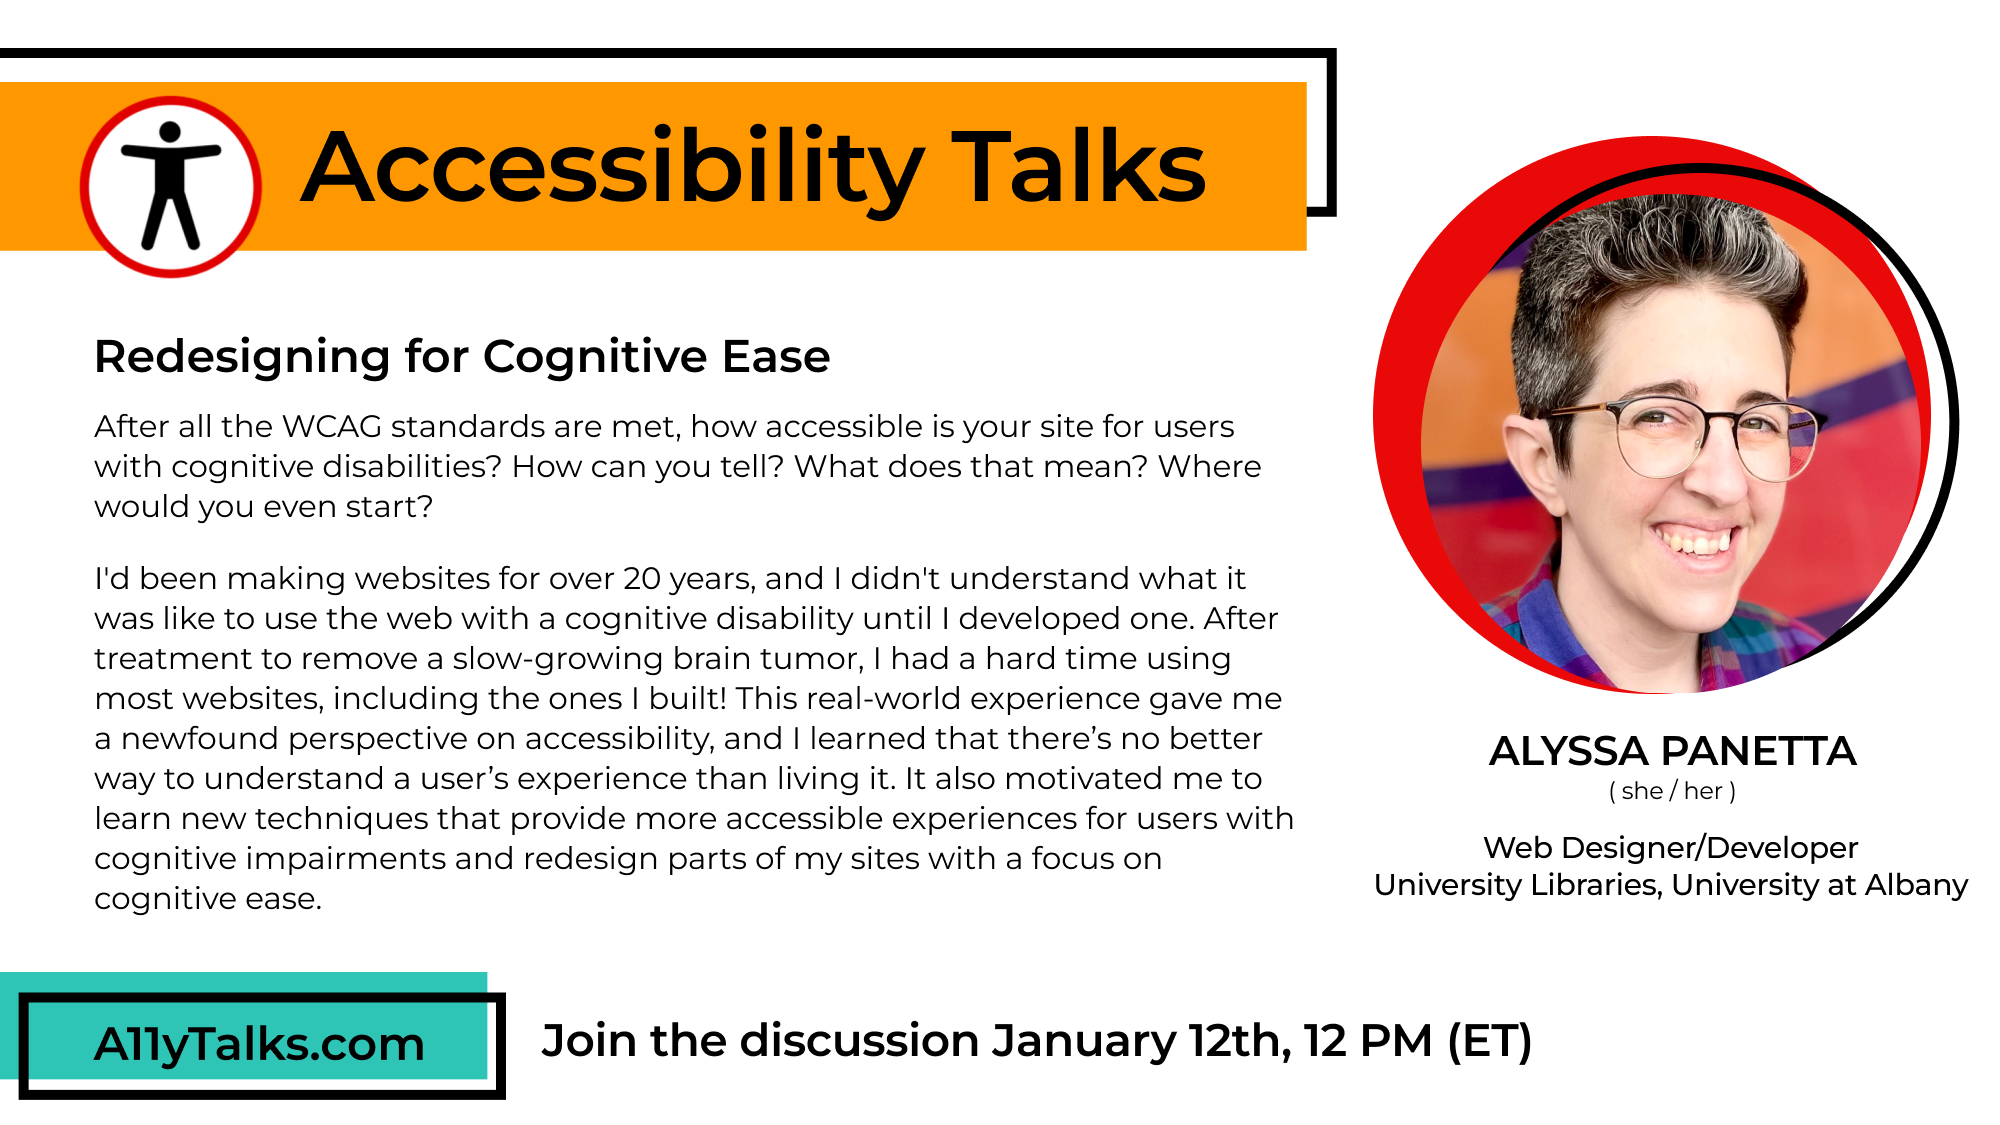 Accessibility Talks
Redesigning for Cognitive Ease
After all the WCAG standards are met, how accessible is your site for users
with cognitive disabilities? How can you tell? What does that mean? Where
would you even start?
I'd been making websites for over 20 years, and I didn't understand what it
was like to use the web with a cognitive disability until I developed one. After
treatment to remove a slow-growing brain tumor, I had a hard time using
most websites, including the ones I built! This real-world experience gave me
a newfound perspective on accessibility, and I learned that there’s no better
way to understand a user’s experience than living it. It also motivated me to
learn new techniques that provide more accessible experiences for users with
cognitive impairments and redesign parts of my sites with a focus on
cognitive ease.
ALYSSA PANETTA
( she / her )
Web Designer/Developer
University Libraries, University at Albany
A11yTalks.com
Join the discussion January 12th, 12 PM (ET)